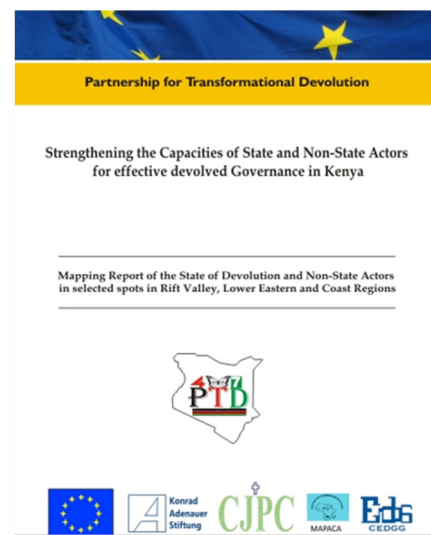 Partnership for Transformational Devolution
Strengthening the Capacities of State and Non-State Actors
for effective devolved Governance in Kenya
Mapping Report of the State of Devolution and Non-State Actors
in selected spots in Rift Valley, Lower Eastern and Coast Regions
PTD
Konrad
Adenauer
Stiftung
CJPC
MAPACA
CEDGG